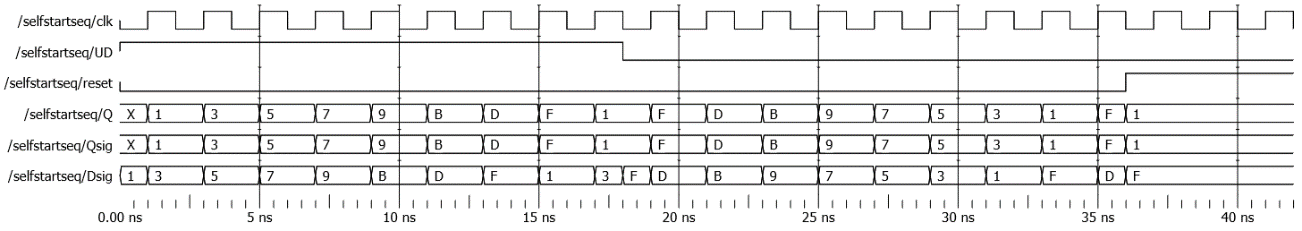 /selfstartseq/clk
/selfstartseq/UD
/selfstartseq/reset
/selfstartseq/Q X 1 3 5 7 9 B D F 1 F D B 9 7 5 3 1 F 1
/selfstartseq/Qsig X 1 3 5 7 9 B D F 1 F D B 9 7 5 3 1 F 1
/selfstartseq/Dsig 1 3 5 7 9 B D F 1 3 F D B 9 7 5 3 1 F D F
0.00 ns 5 ns 10 ns 15 ns 20 ns 25 ns 30 ns 35 ns 40 ns